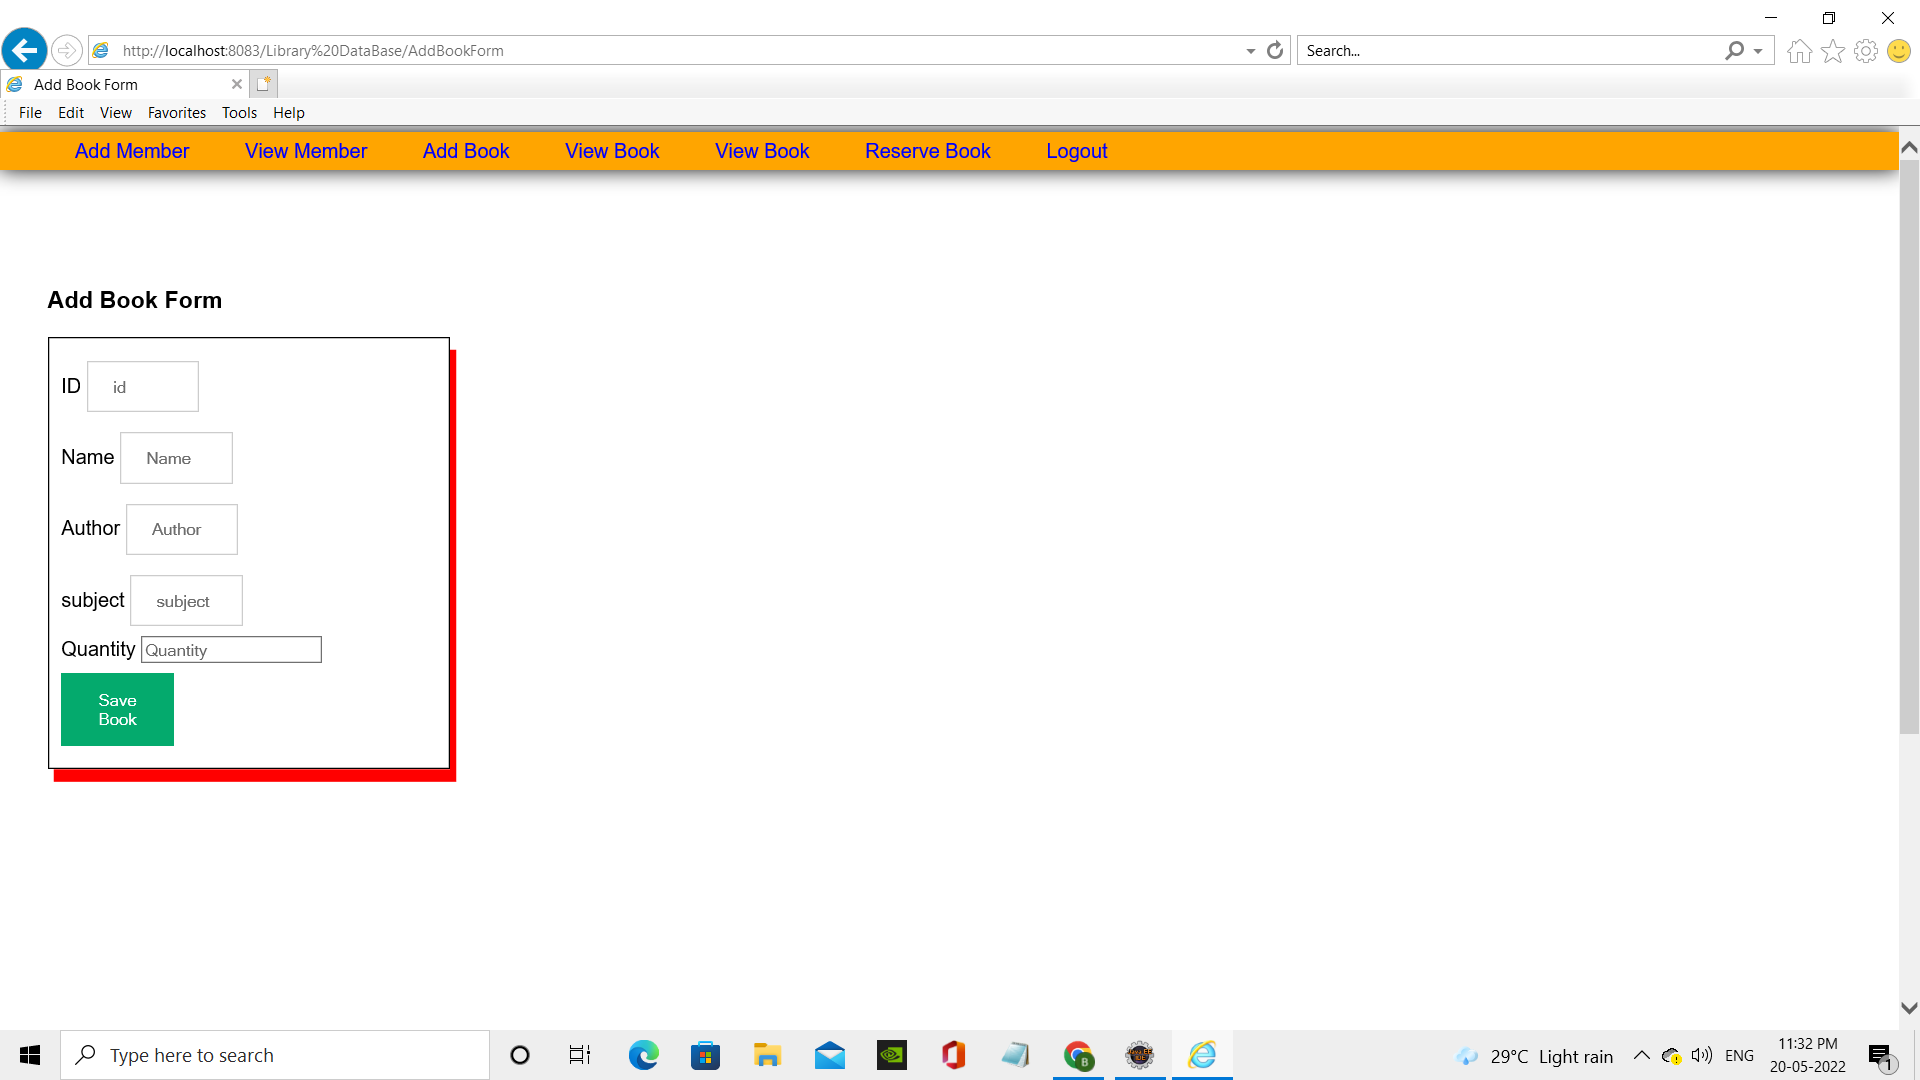 http://localhost:8083/Library%20DataBase/AddBookForm
Search...
Add Book Form
File Edit View Favorites Tools Help
Add Member View Member Add Book View Book View Book Reserve Book Logout
Add Book Form
ID id
Name Name
Author Author
subject subject
Quantity Quantity
Save
Book
Type here to search
B
29°C Light rain
ENG
11:32 PM
20-05-2022
1